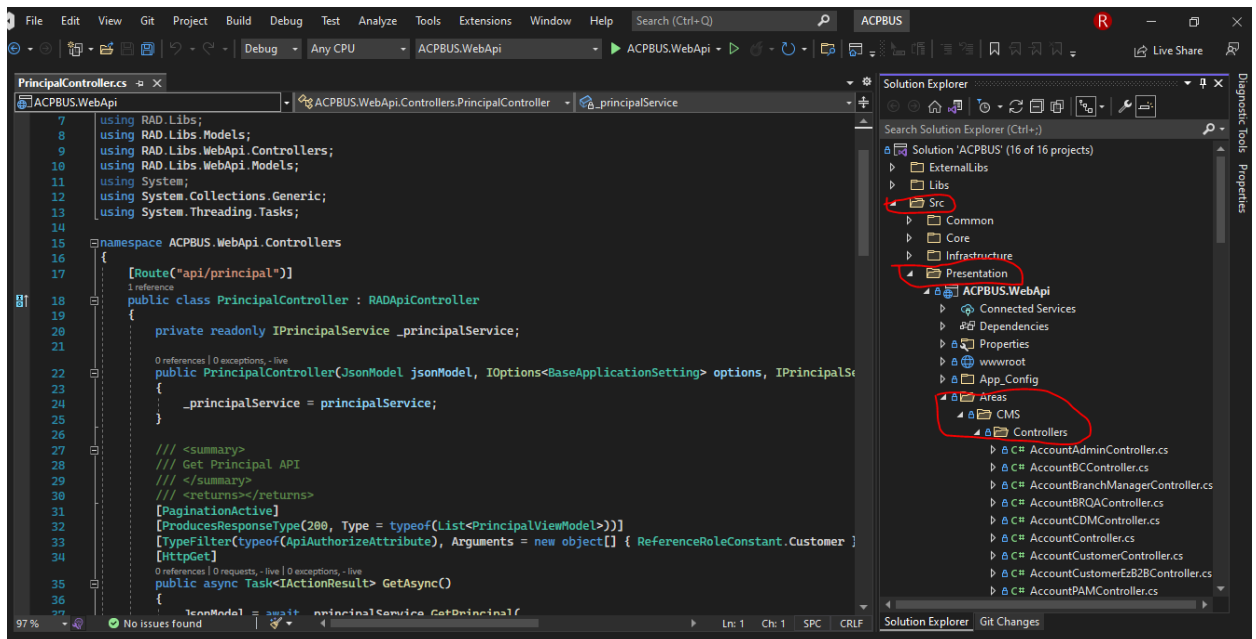 File Edit View Git Project Build Debug Test Analyze Tools Extensions Window Help Search (Ctrl+Q) ACPBUS R
Debug Any CPU ACPBUS.WebApi ACPBUS.WebApi Live Share
PrincipalController.cs
ACPBUS.WebApi ACPBUS.WebApi.Controllers.PrincipalController _principalService
7 using RAD.Libs;
8 using RAD.Libs.Models;
9 using RAD.Libs.WebApi.Controllers;
10 using RAD.Libs.WebApi.Models;
11 using System;
12 using System.Collections.Generic;
13 using System.Threading.Tasks;
14
15 namespace ACPBUS.WebApi.Controllers
16 {
17 [Route("api/principal")]
1 reference
18 public class PrincipalController : RADApiController
19 {
20 private readonly IPrincipalService _principalService;
21
0 references | 0 exceptions, - live
22 public PrincipalController(JsonModel jsonModel, IOptions<BaseApplicationSetting> options, IPrincipalSe
23 {
24 _principalService = principalService;
25 }
26
27 /// <summary>
28 /// Get Principal API
29 /// </summary>
30 /// <returns></returns>
31 [PaginationActive]
32 [ProducesResponseType(200, Type = typeof(List<PrincipalViewModel>))]
33 [TypeFilter(typeof(ApiAuthorizeAttribute), Arguments = new object[] { ReferenceRoleConstant.Customer }
34 [HttpGet]
0 references | 0 requests, - live | 0 exceptions, - live
35 public async Task<IActionResult> GetAsync()
36 {
37 JsonModel = await _principalService.GetPrincipal(
97 % No issues found Ln: 1 Ch: 1 SPC CRLF
Solution Explorer
Search Solution Explorer (Ctrl+;)
Solution 'ACPBUS' (16 of 16 projects)
ExternalLibs
Libs
Src
Common
Core
Infrastructure
Presentation
ACPBUS.WebApi
Connected Services
Dependencies
Properties
wwwroot
App_Config
Areas
CMS
Controllers
C# AccountAdminController.cs
C# AccountBCController.cs
C# AccountBranchManagerController.cs
C# AccountBRQAController.cs
C# AccountCDMController.cs
C# AccountController.cs
C# AccountCustomerController.cs
C# AccountCustomerEzB2BController.cs
C# AccountPAMController.cs
Solution Explorer Git Changes
Diagnostic Tools
Properties